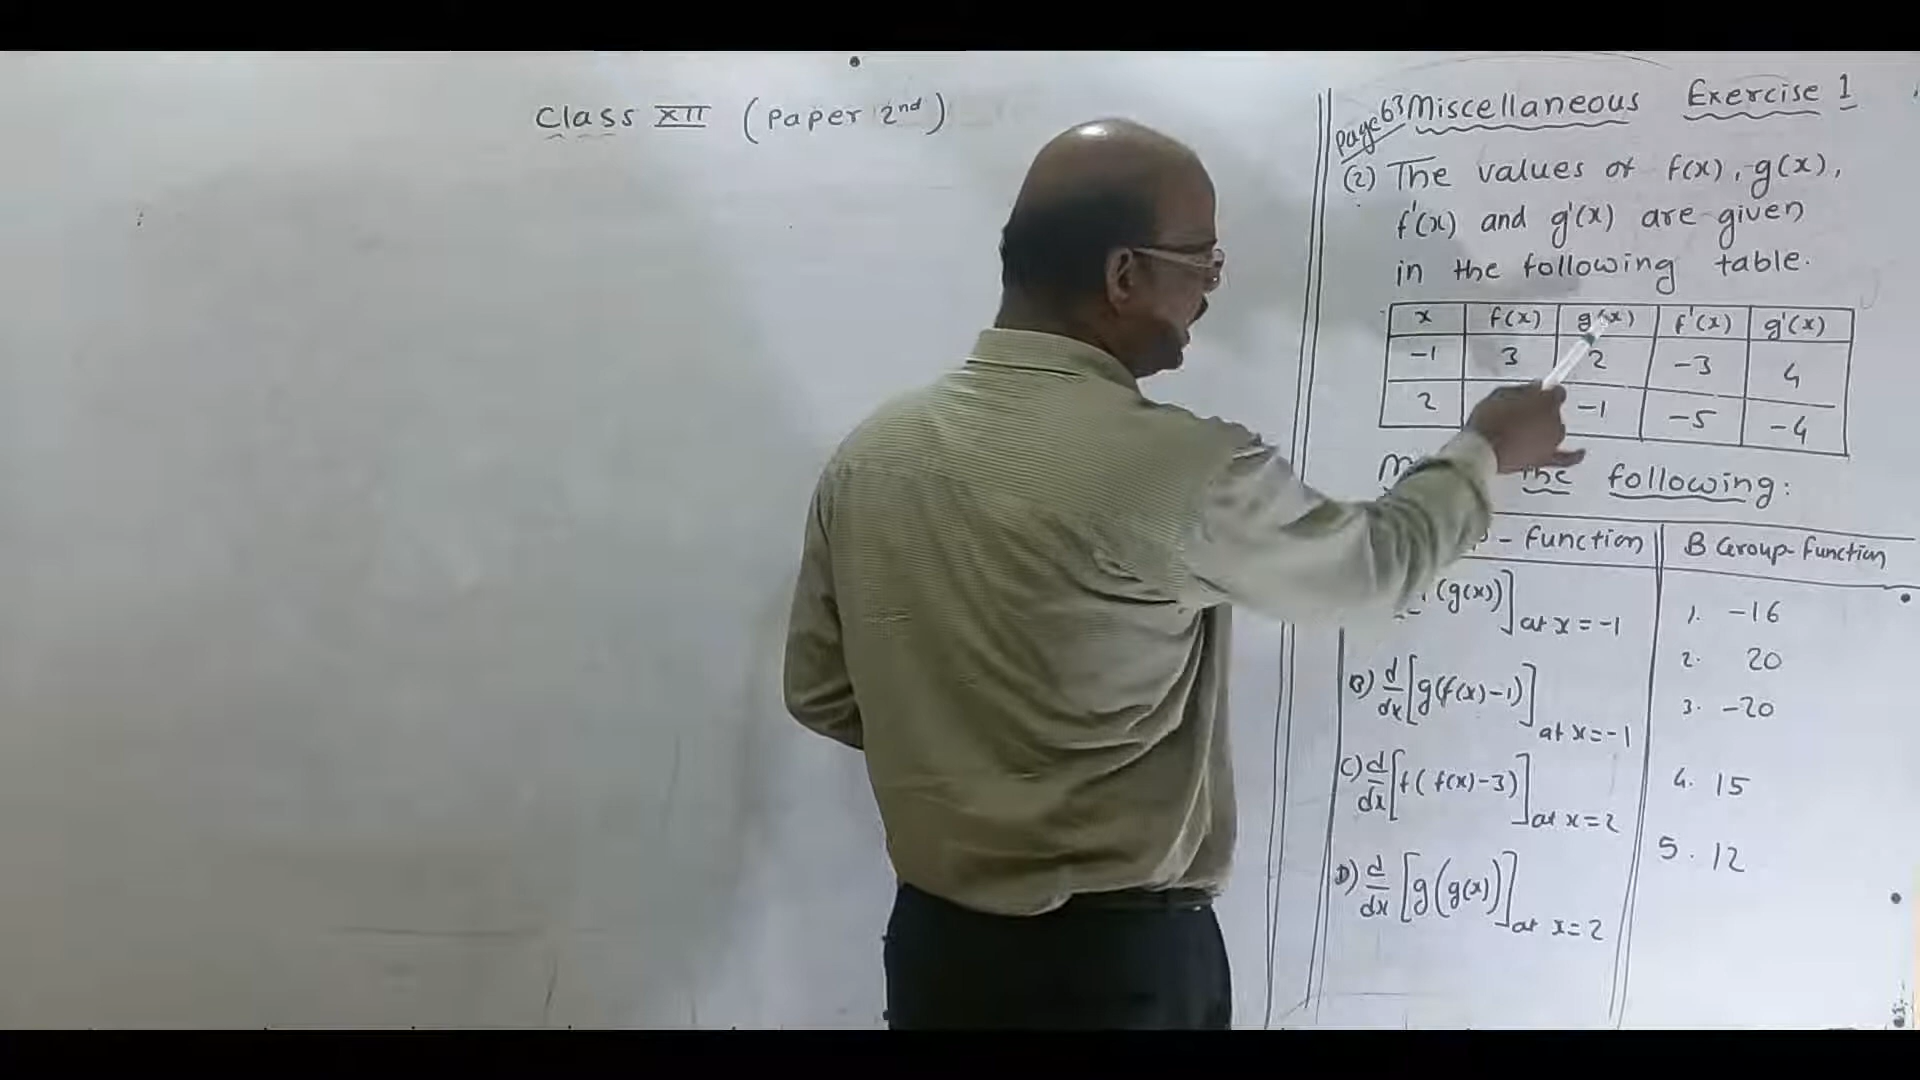 Class XII (Paper 2nd)
Page 63 Miscellaneous Exercise 1
(2) The values of f(x), g(x),
f'(x) and g'(x) are given
in the following table.
x f(x) g(x) f'(x) g'(x)
-1 3 2 -3 4
2 -1 -5 -4
the following:
- function B Group-function
(g(x))] at x=-1 1. -16
2. 20
B) d/dx [g(f(x)-1)] at x=-1 3. -20
C) d/dx [f(f(x)-3)] at x=2 4. 15
5. 12
D) d/dx [g(g(x))] at x=2